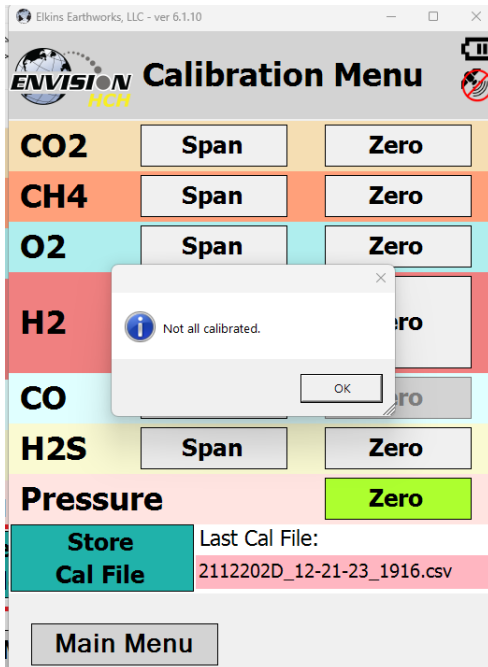 Elkins Earthworks, LLC - ver 6.1.10
ENVISION
HCH
Calibration Menu
CO2 Span Zero
CH4 Span Zero
O2 Span Zero
H2
Not all calibrated.
OK
CO
H2S Span Zero
Pressure Zero
Store
Cal File
Last Cal File:
2112202D_12-21-23_1916.csv
Main Menu